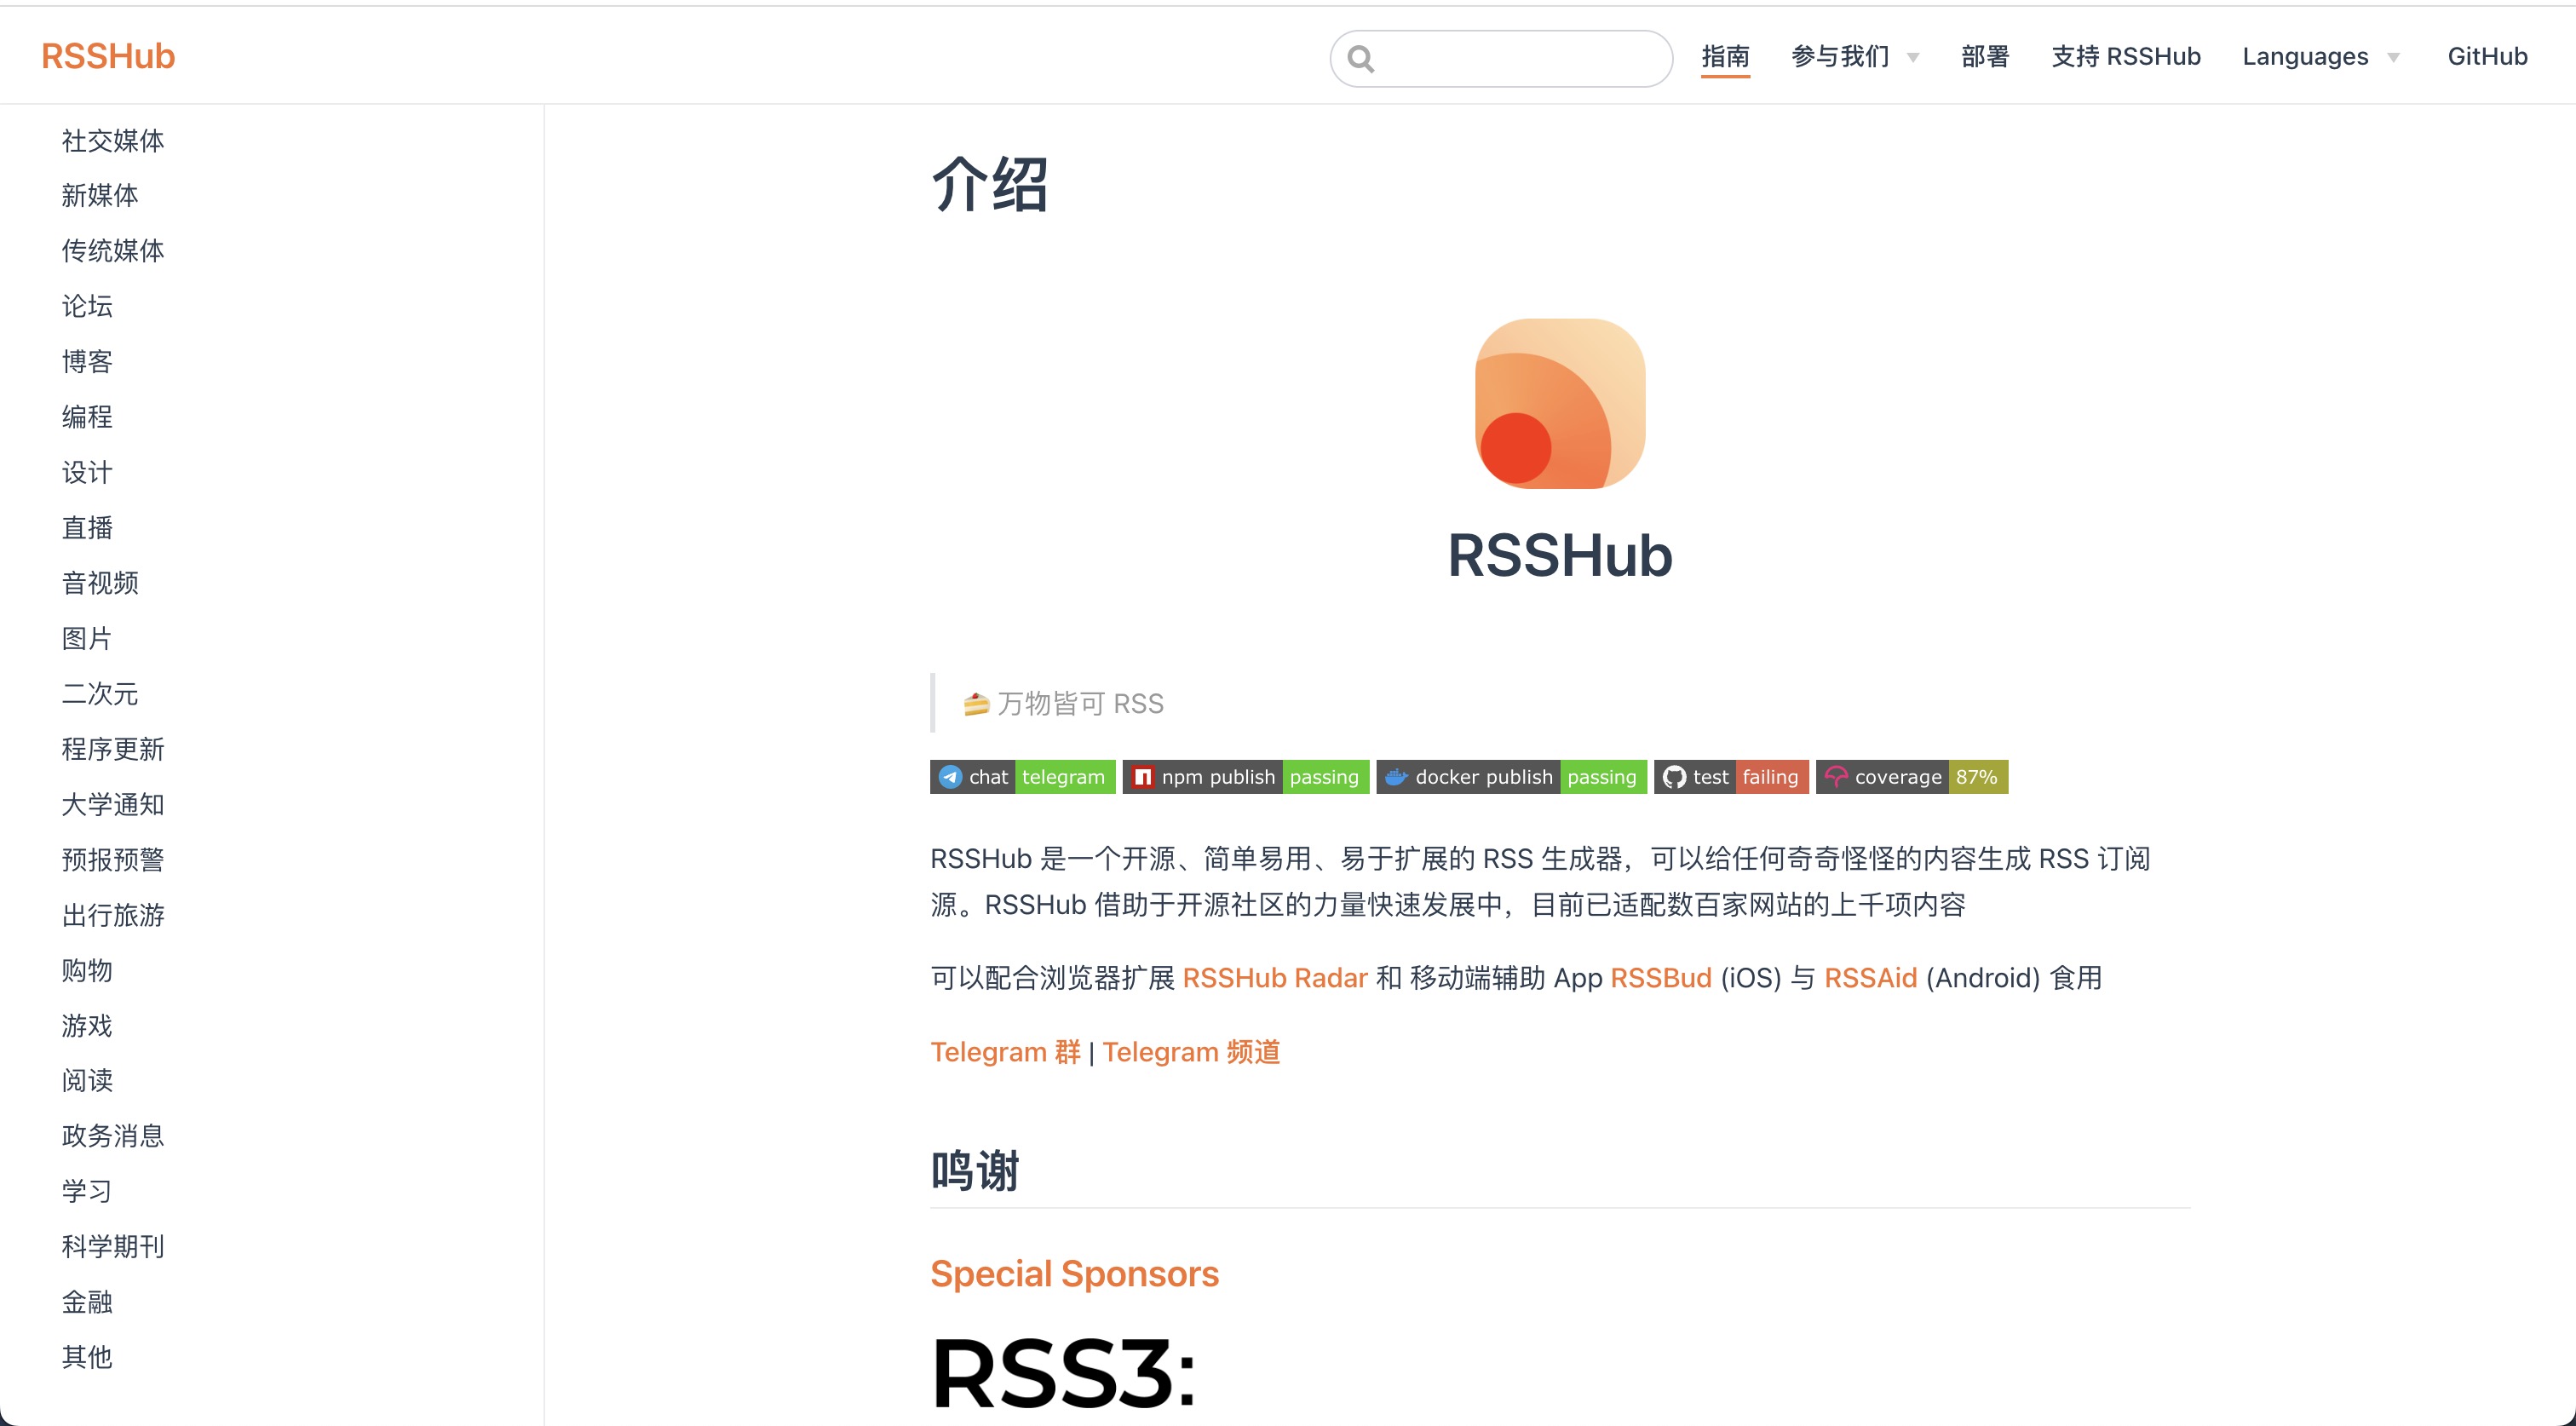 RSSHub
指南
参与我们
部署
支持 RSSHub
Languages
GitHub
社交媒体
新媒体
传统媒体
论坛
博客
编程
设计
直播
音视频
图片
二次元
程序更新
大学通知
预报预警
出行旅游
购物
游戏
阅读
政务消息
学习
科学期刊
金融
其他
介绍
RSSHub
🍰 万物皆可 RSS
chat telegram npm publish passing docker publish passing test failing coverage 87%
RSSHub 是一个开源、简单易用、易于扩展的 RSS 生成器，可以给任何奇奇怪怪的内容生成 RSS 订阅
源。RSSHub 借助于开源社区的力量快速发展中，目前已适配数百家网站的上千项内容
可以配合浏览器扩展 RSSHub Radar 和 移动端辅助 App RSSBud (iOS) 与 RSSAid (Android) 食用
Telegram 群 | Telegram 频道
鸣谢
Special Sponsors
RSS3: